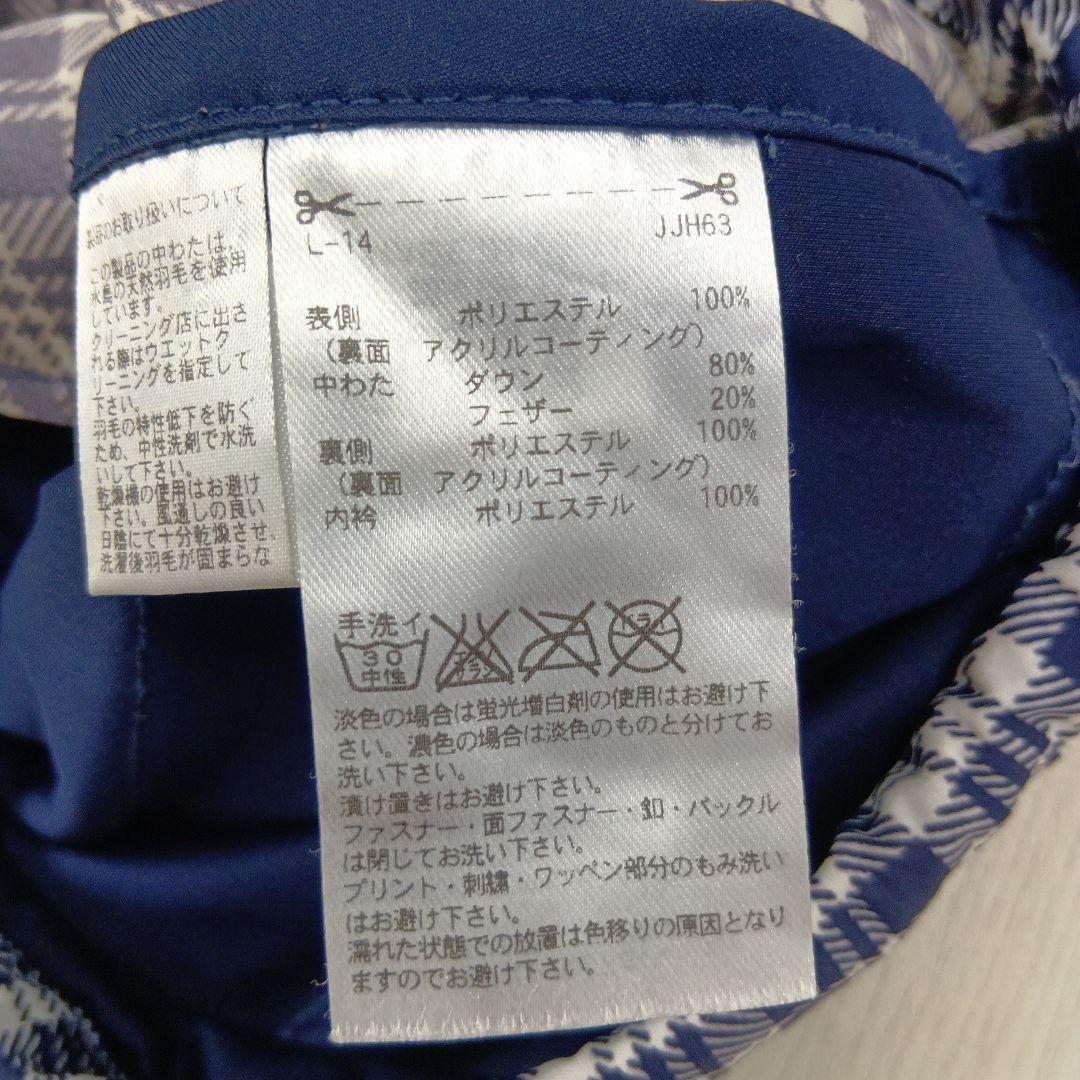 製品のお取り扱いについて
この製品の中わたは、
水鳥の天然羽毛を使用
しています。
クリーニング店に出さ
れる際はウエットク
リーニングを指定して
下さい。
羽毛の特性低下を防ぐ
ため、中性洗剤で水洗
いして下さい。
乾燥機の使用はお避け
下さい。風通しの良い
日陰にて十分乾燥させ、
洗濯後羽毛が固まらな
L-14 JJH63
表側 ポリエステル 100%
(裏面 アクリルコーティング)
中わた ダウン 80%
フェザー 20%
裏側 ポリエステル 100%
(裏面 アクリルコーティング)
内衿 ポリエステル 100%
手洗イ
30
中性
エンソ
サラシ
ドライ
淡色の場合は蛍光増白剤の使用はお避け下
さい。濃色の場合は淡色のものと分けてお
洗い下さい。
漬け置きはお避け下さい。
ファスナー・面ファスナー・釦・バックル
は閉じてお洗い下さい。
プリント・刺繍・ワッペン部分のもみ洗い
はお避け下さい。
濡れた状態での放置は色移りの原因となり
ますのでお避け下さい。